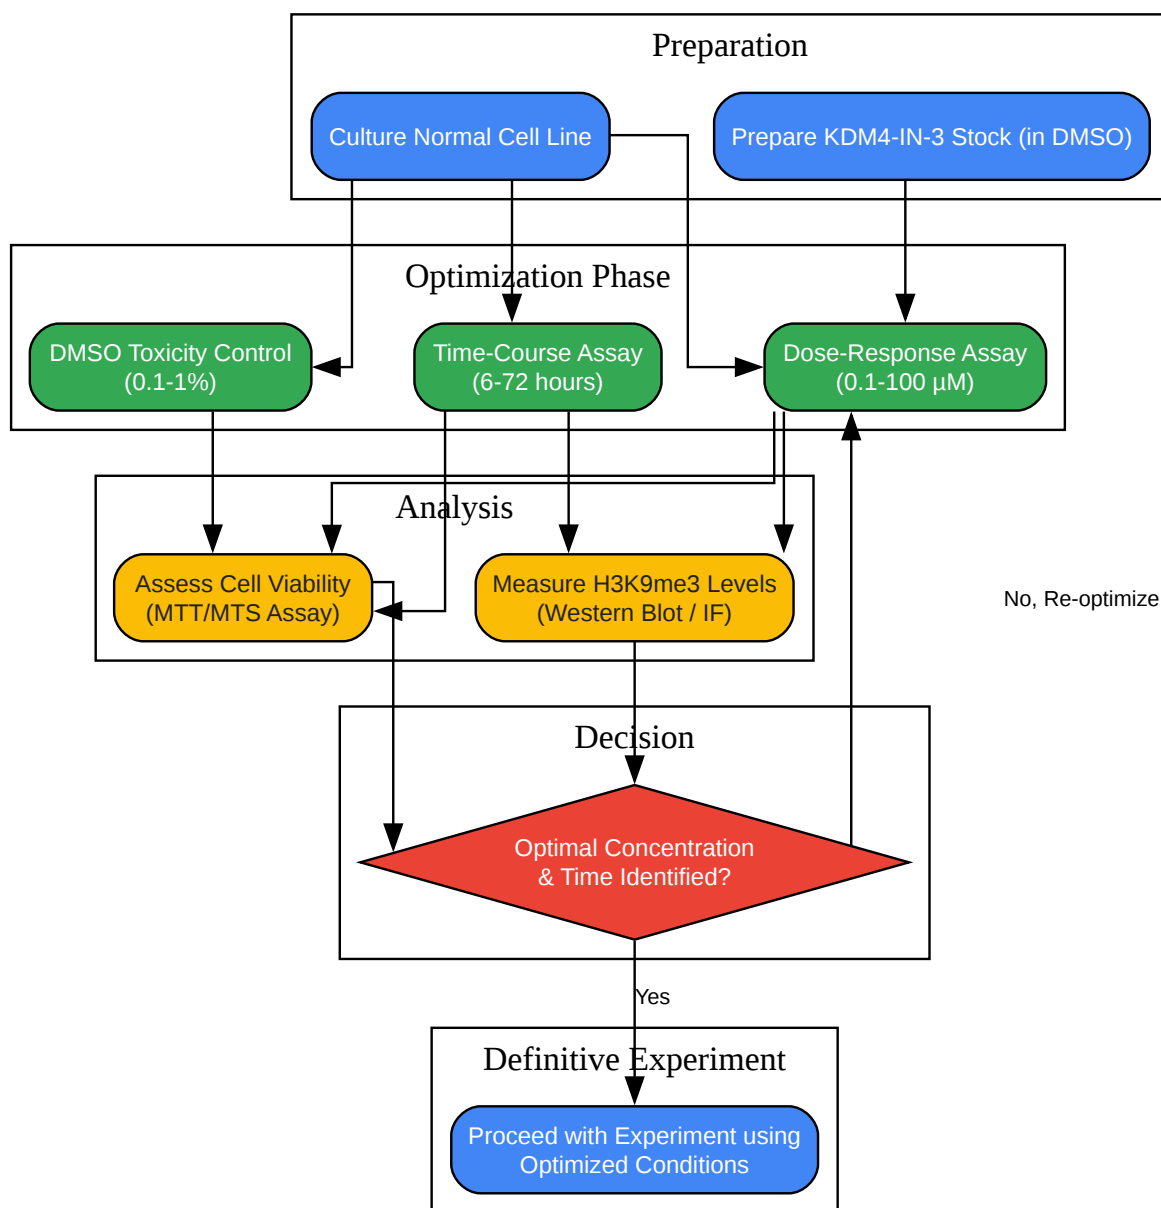 Preparation
Culture Normal Cell Line
Prepare KDM4-IN-3 Stock (in DMSO)
Optimization Phase
DMSO Toxicity Control
(0.1-1%)
Time-Course Assay
(6-72 hours)
Dose-Response Assay
(0.1-100 µM)
Analysis
Assess Cell Viability
(MTT/MTS Assay)
Measure H3K9me3 Levels
(Western Blot / IF)
No, Re-optimize
Decision
Optimal Concentration
& Time Identified?
Yes
Definitive Experiment
Proceed with Experiment using
Optimized Conditions